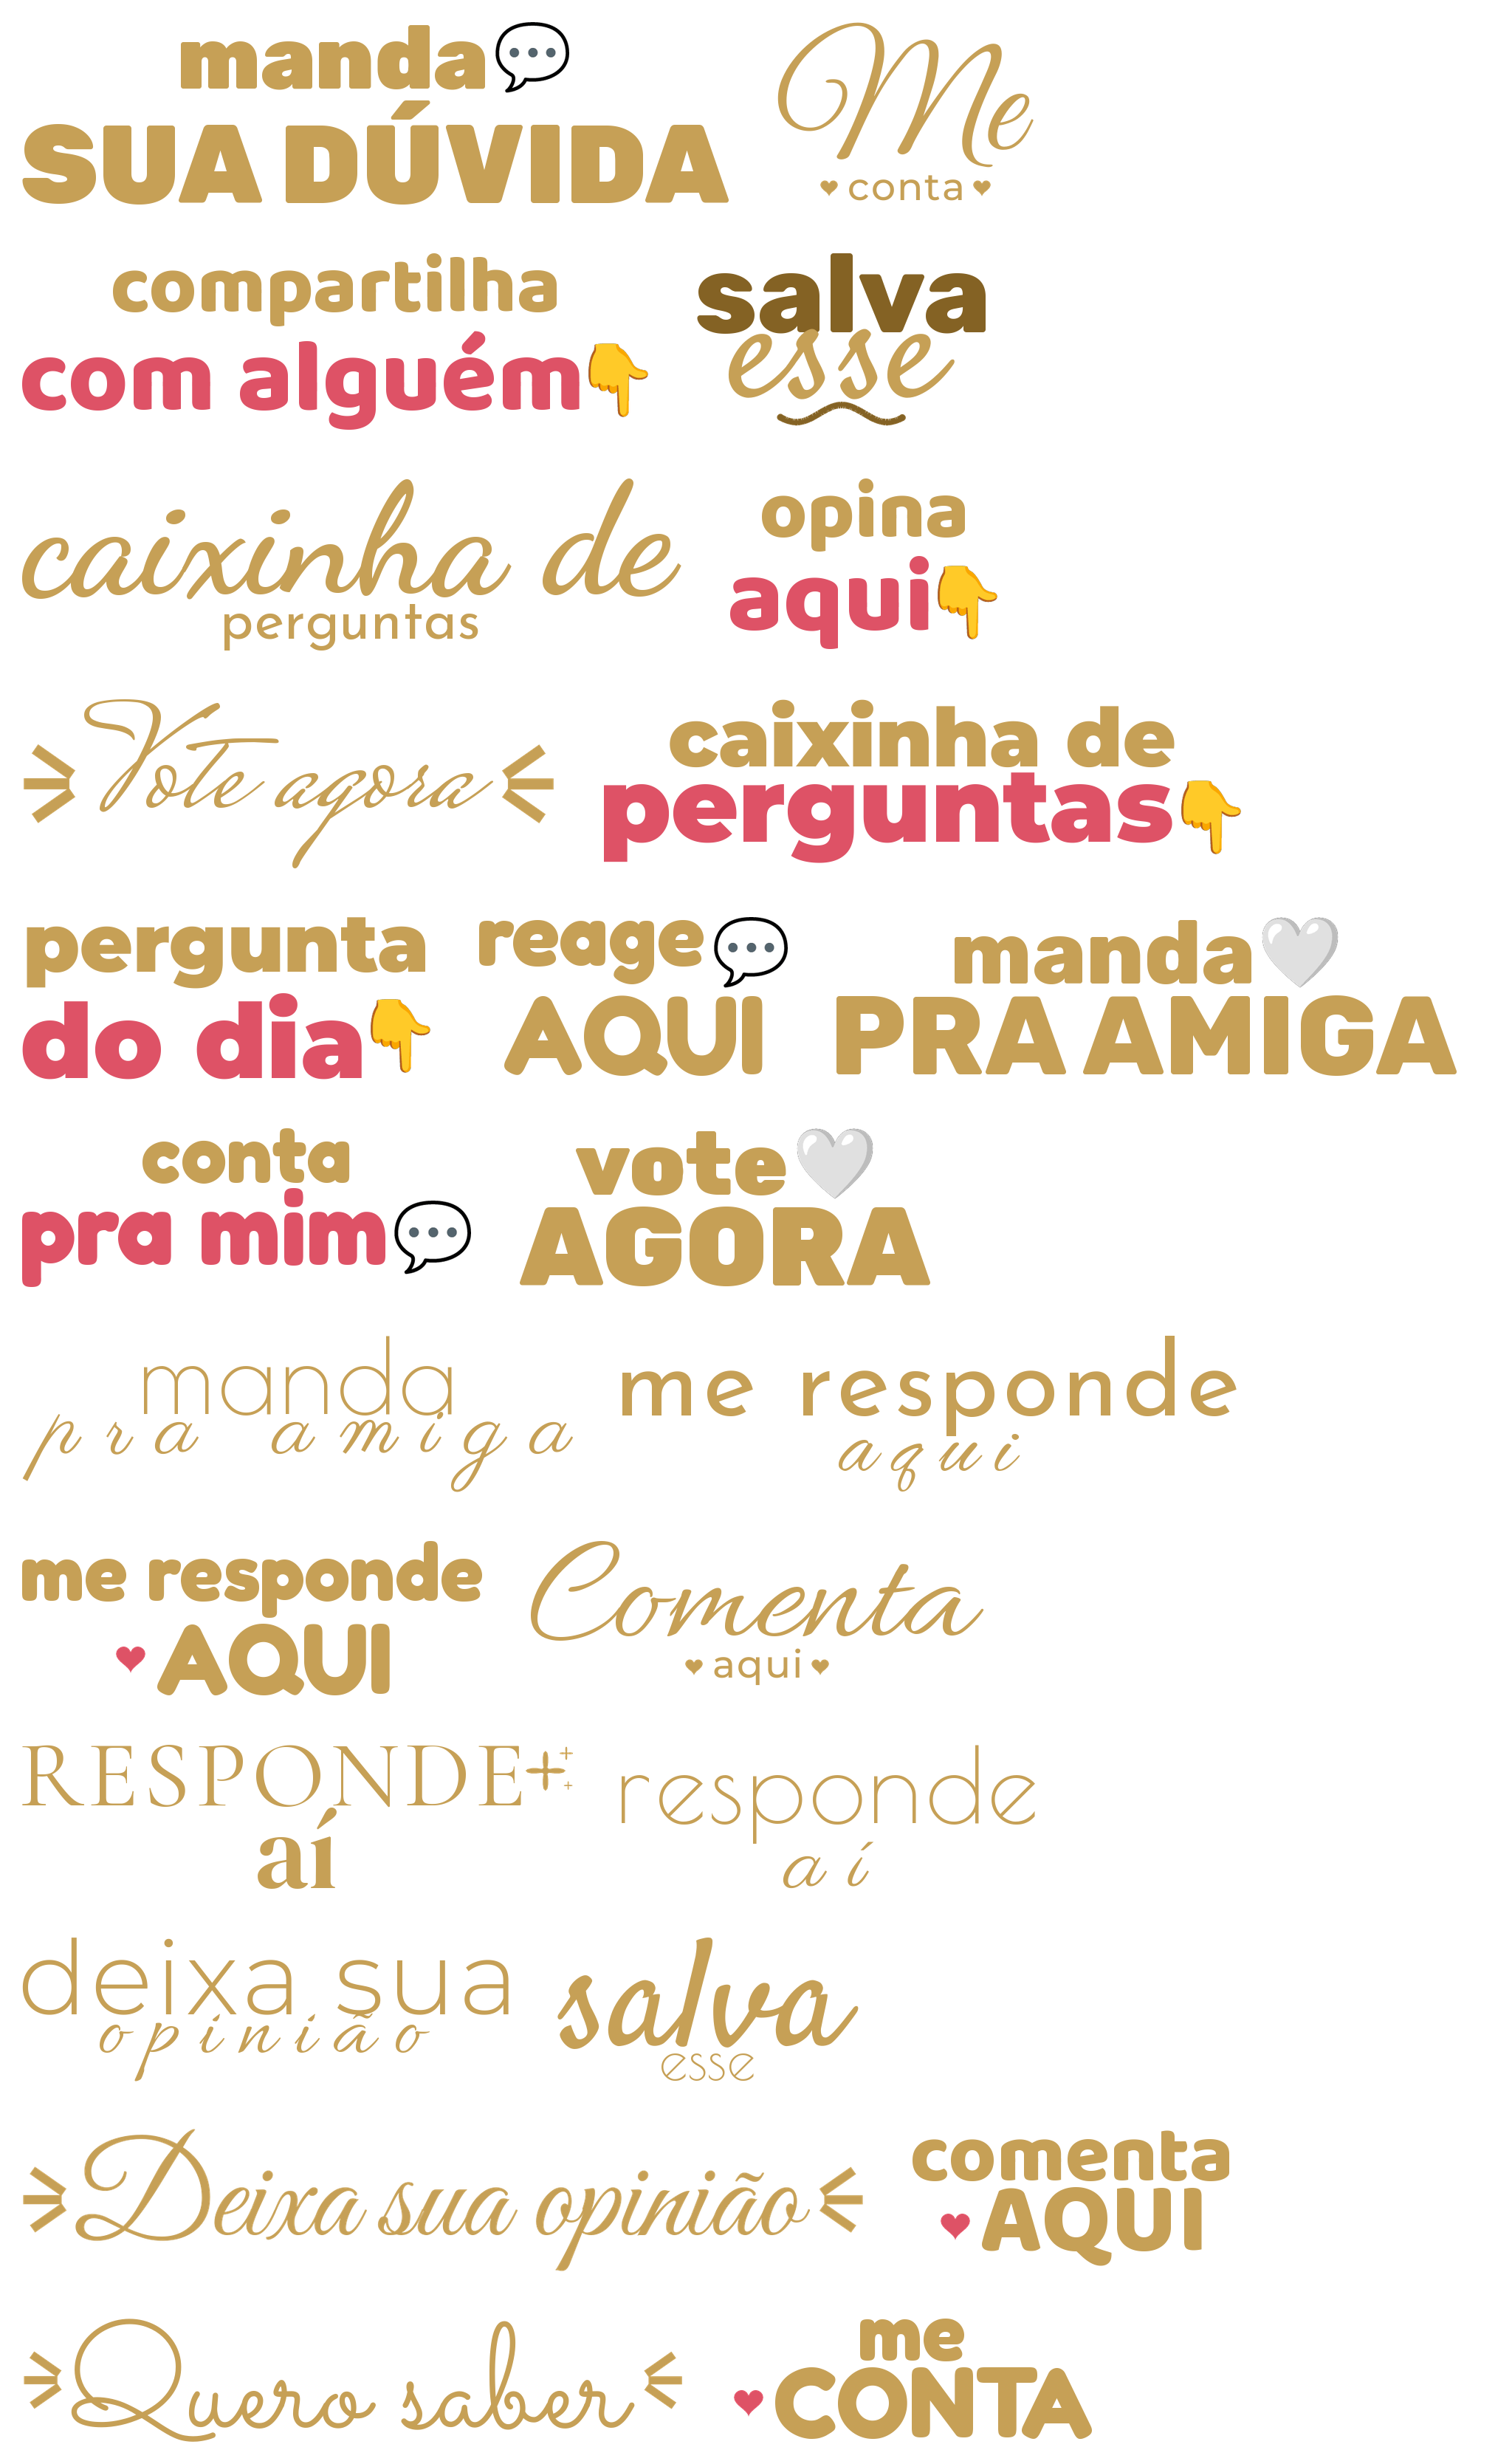 manda💬
SUA DÚVIDA
Me
conta
compartilha
com alguém👇
salva
esse
caixinha de
perguntas
opina
aqui👇
Vote agora
caixinha de
perguntas👇
pergunta
do dia👇
reage💬
AQUI
manda🤍
PRA AMIGA
conta
pra mim💬
vote🤍
AGORA
manda
pra amiga
me responde
aqui
me responde
AQUI
Comenta
aqui
RESPONDE
aí
responde
aí
deixa sua
opinião
salva
esse
Deixa sua opinião
comenta
AQUI
Quero saber
me
CONTA